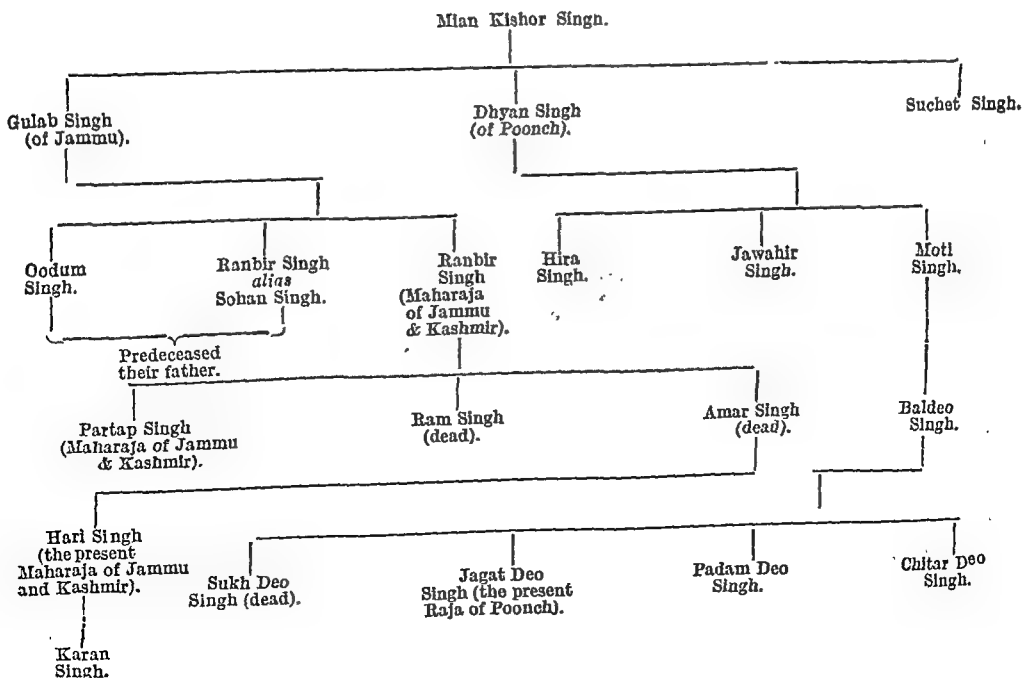 Mian Kishor Singh.
Gulab Singh
(of Jammu).
Dhyan Singh
(of Poonch).
Suchet Singh.
Oodum
Singh.
Ranbir Singh
alias
Sohan Singh.
Ranbir
Singh
(Maharaja
of Jammu
& Kashmir).
Hira
Singh.
Jawahir
Singh.
Moti
Singh.
Predeceased
their father.
Partap Singh
(Maharaja of Jammu
& Kashmir).
Ram Singh
(dead).
Amar Singh
(dead).
Baldeo
Singh.
Hari Singh
(the present
Maharaja of Jammu
and Kashmir).
Sukh Deo
Singh (dead).
Jagat Deo
Singh (the present
Raja of Poonch).
Padam Deo
Singh.
Chitar Deo
Singh.
Karan
Singh.